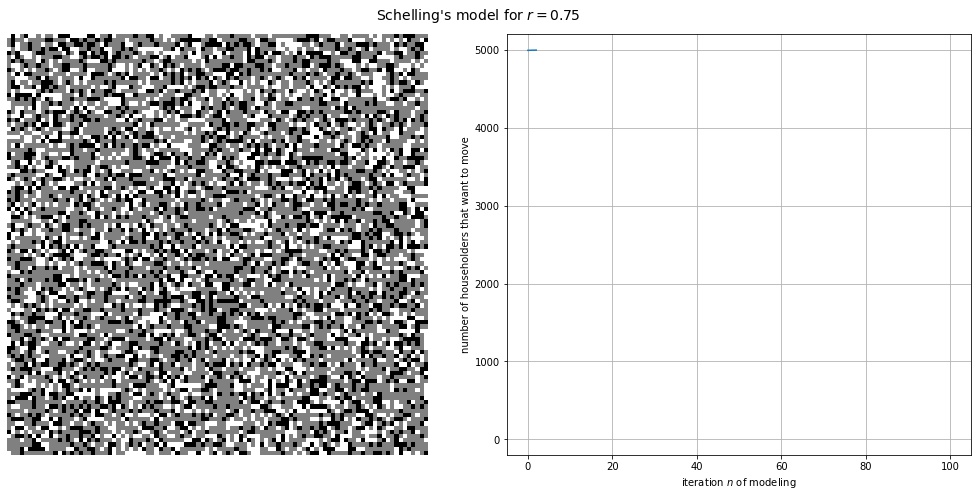 Schelling's model for r = 0.75
number of householders that want to move
5000
4000
3000
2000
1000
0
0 20 40 60 80 100
iteration n of modeling